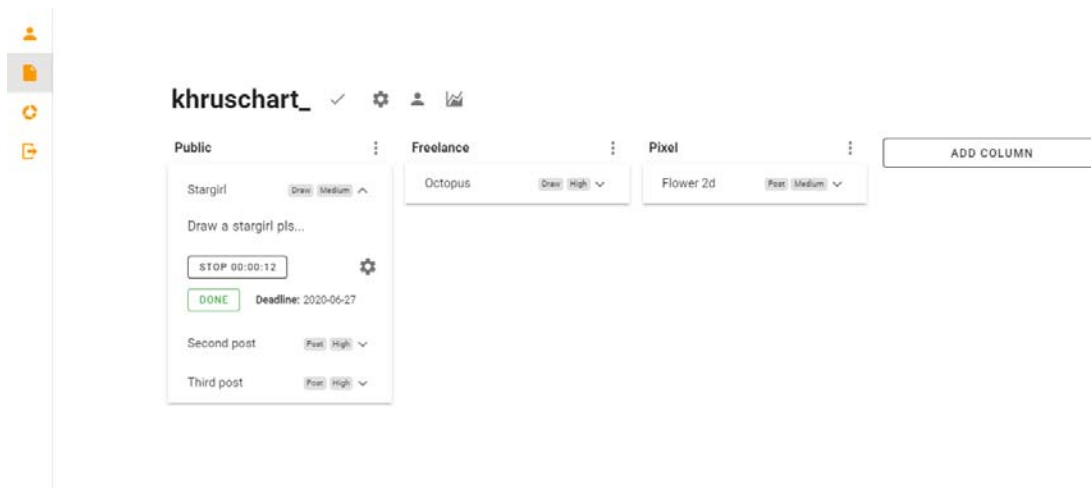 khruschart_
Public
Freelance
Pixel
ADD COLUMN
Stargirl Draw Medium
Draw a stargirl pls...
STOP 00:00:12
DONE Deadline: 2020-06-27
Second post Post High
Third post Post High
Octopus Draw High
Flower 2d Post Medium